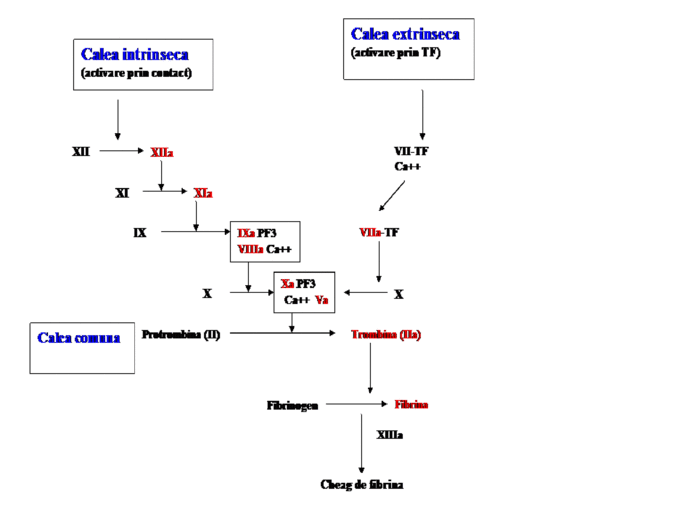 Calea intrinseca
(activare prin contact)
Calea extrinseca
(activare prin TF)
XII
XIIa
VII-TF
Ca++
XI
XIa
IX
IXa PF3
VIIIa Ca++
VIIa-TF
X
Xa PF3
Ca++ Va
X
Calea comuna
Protrombina (II)
Trombina (IIa)
Fibrinogen
Fibrina
XIIIa
Cheag de fibrina